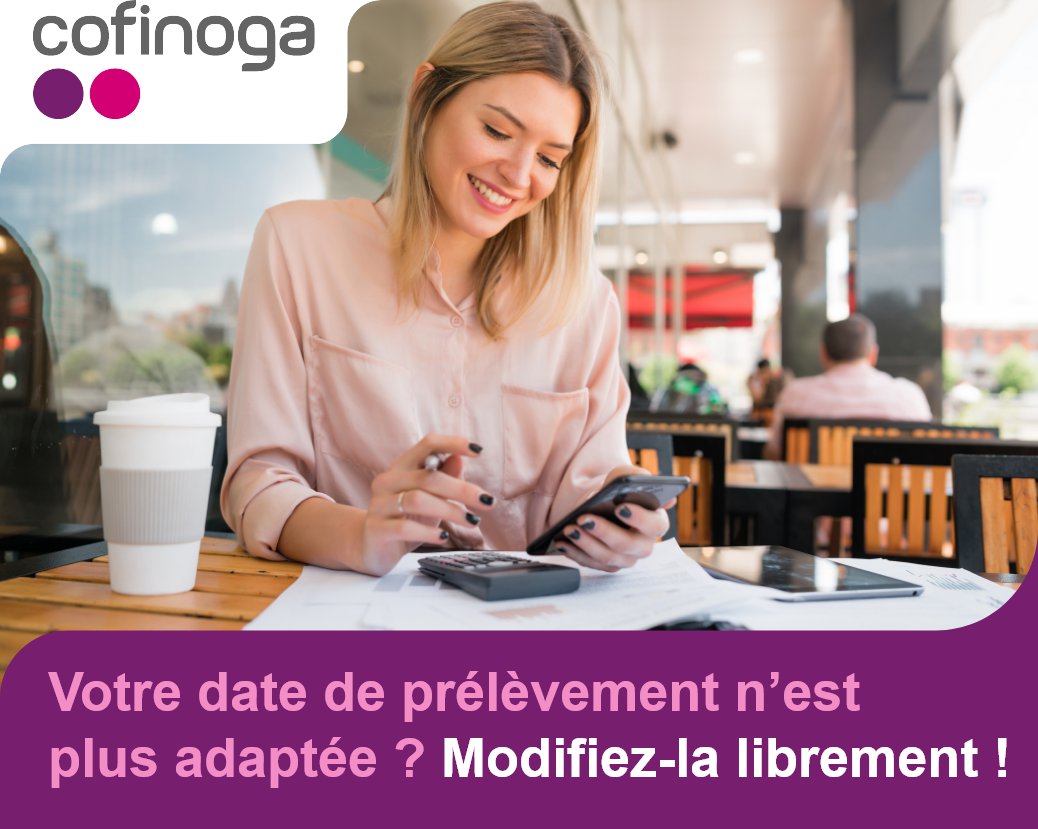 cofinoga
Votre date de prélèvement n’est
plus adaptée ? Modifiez-la librement !